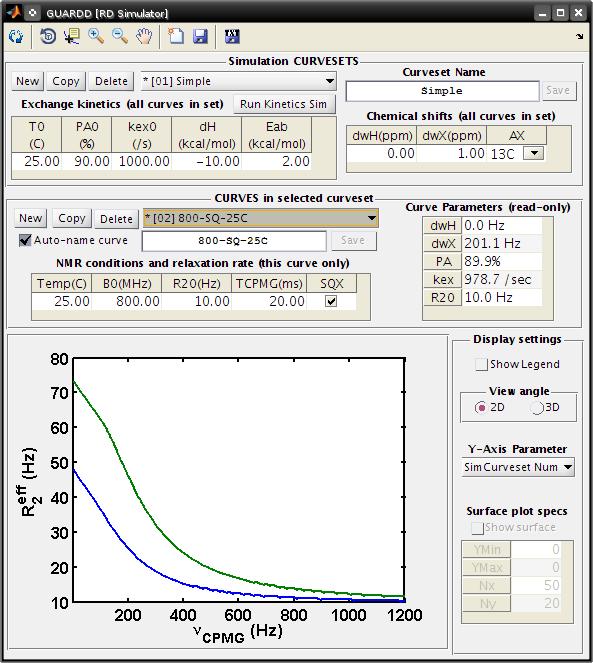 GUARDD [RD Simulator]
Simulation CURVESETS
New Copy Delete * [01] Simple
Curveset Name
Simple Save
Exchange kinetics (all curves in set) Run Kinetics Sim
Chemical shifts (all curves in set)
T0 PA0 kex0 dH Eab
(C) (%) (/s) (kcal/mol) (kcal/mol)
25.00 90.00 1000.00 -10.00 2.00
dwH(ppm) dwX(ppm) AX
0.00 1.00 13C
CURVES in selected curveset
New Copy Delete * [02] 800-SQ-25C
Auto-name curve 800-SQ-25C Save
NMR conditions and relaxation rate (this curve only)
Temp(C) B0(MHz) R20(Hz) TCPMG(ms) SQX
25.00 800.00 10.00 20.00
Curve Parameters (read-only)
dwH 0.0 Hz
dwX 201.1 Hz
PA 89.9%
kex 978.7 /sec
R20 10.0 Hz
80
70
60
50
40
30
20
10
R2eff (Hz)
200 400 600 800 1000 1200
νCPMG (Hz)
Display settings
Show Legend
View angle
2D 3D
Y-Axis Parameter
Sim Curveset Num
Surface plot specs
Show surface
YMin 0
YMax 0
Nx 50
Ny 20